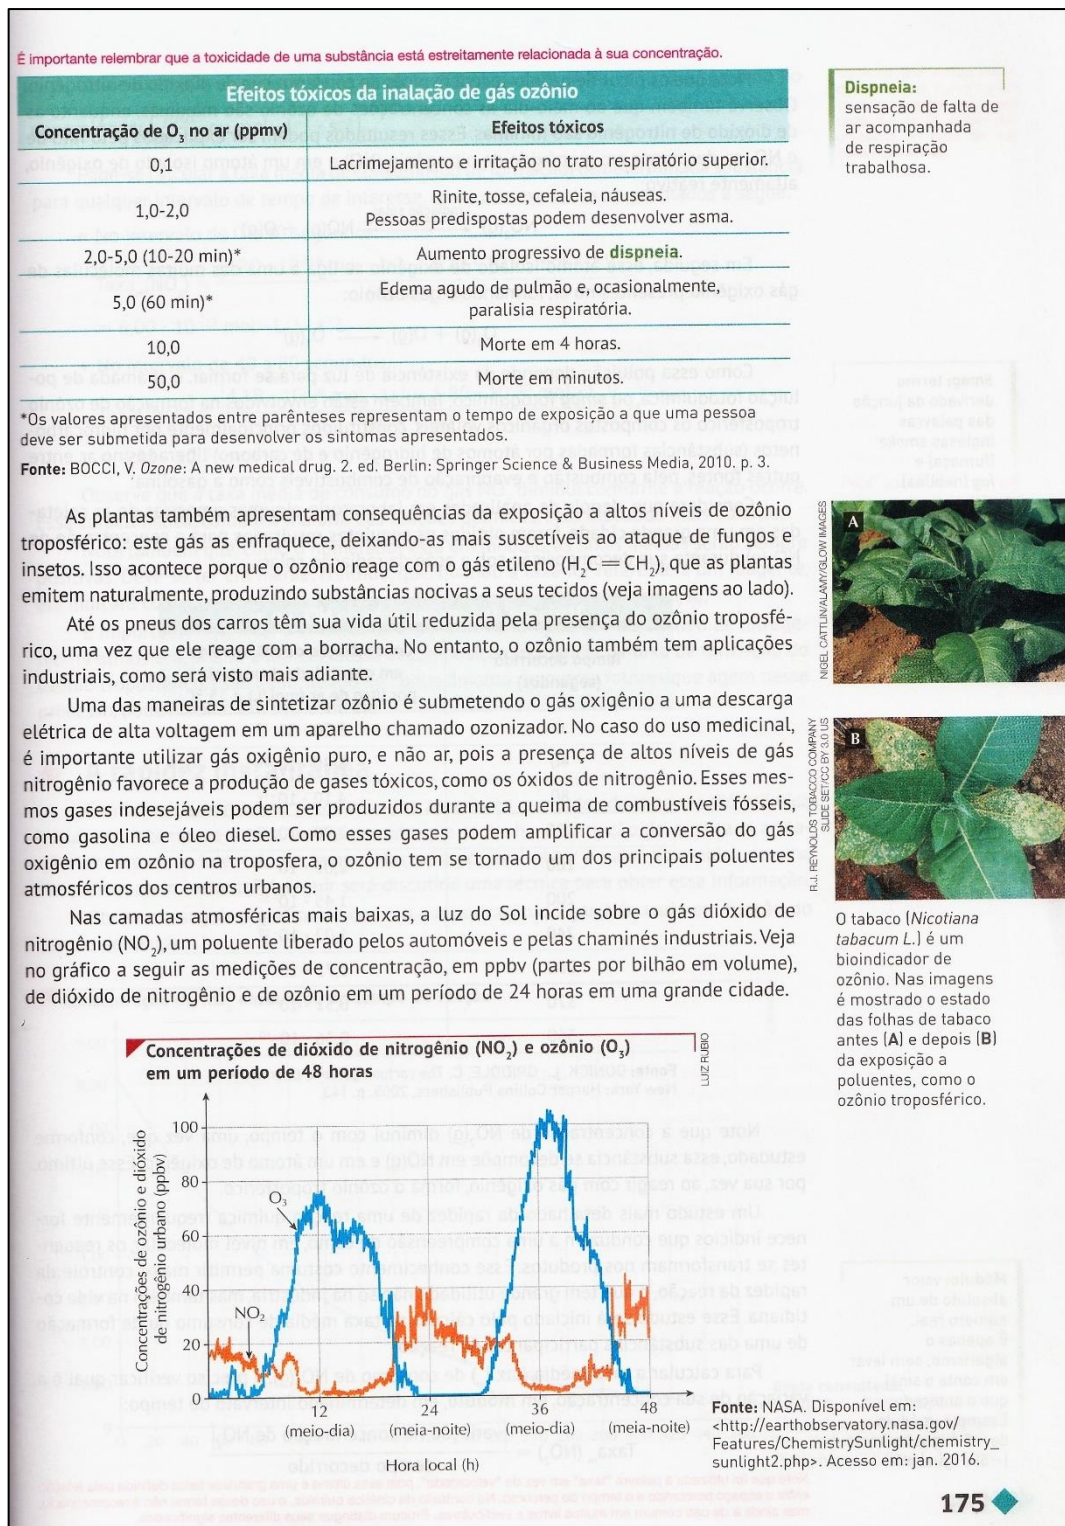 É importante relembrar que a toxicidade de uma substância está estreitamente relacionada à sua concentração.
Efeitos tóxicos da inalação de gás ozônio
Concentração de O₃ no ar (ppmv) Efeitos tóxicos
0,1 Lacrimejamento e irritação no trato respiratório superior.
1,0-2,0 Rinite, tosse, cefaleia, náuseas.
Pessoas predispostas podem desenvolver asma.
2,0-5,0 (10-20 min)* Aumento progressivo de dispneia.
5,0 (60 min)* Edema agudo de pulmão e, ocasionalmente,
paralisia respiratória.
10,0 Morte em 4 horas.
50,0 Morte em minutos.
*Os valores apresentados entre parênteses representam o tempo de exposição a que uma pessoa
deve ser submetida para desenvolver os sintomas apresentados.
Fonte: BOCCI, V. Ozone: A new medical drug. 2. ed. Berlin: Springer Science & Business Media, 2010. p. 3.
Dispneia:
sensação de falta de
ar acompanhada
de respiração
trabalhosa.
As plantas também apresentam consequências da exposição a altos níveis de ozônio
troposférico: este gás as enfraquece, deixando-as mais suscetíveis ao ataque de fungos e
insetos. Isso acontece porque o ozônio reage com o gás etileno (H₂C=CH₂), que as plantas
emitem naturalmente, produzindo substâncias nocivas a seus tecidos (veja imagens ao lado).
Até os pneus dos carros têm sua vida útil reduzida pela presença do ozônio troposfé-
rico, uma vez que ele reage com a borracha. No entanto, o ozônio também tem aplicações
industriais, como será visto mais adiante.
Uma das maneiras de sintetizar ozônio é submetendo o gás oxigênio a uma descarga
elétrica de alta voltagem em um aparelho chamado ozonizador. No caso do uso medicinal,
é importante utilizar gás oxigênio puro, e não ar, pois a presença de altos níveis de gás
nitrogênio favorece a produção de gases tóxicos, como os óxidos de nitrogênio. Esses mes-
mos gases indesejáveis podem ser produzidos durante a queima de combustíveis fósseis,
como gasolina e óleo diesel. Como esses gases podem amplificar a conversão do gás
oxigênio em ozônio na troposfera, o ozônio tem se tornado um dos principais poluentes
atmosféricos dos centros urbanos.
Nas camadas atmosféricas mais baixas, a luz do Sol incide sobre o gás dióxido de
nitrogênio (NO₂), um poluente liberado pelos automóveis e pelas chaminés industriais. Veja
no gráfico a seguir as medições de concentração, em ppbv (partes por bilhão em volume),
de dióxido de nitrogênio e de ozônio em um período de 24 horas em uma grande cidade.
A
NIGEL CATTLIN/ALAMY/GLOW IMAGES
B
R.J. REYNOLDS TOBACCO COMPANY
SLIDE SET/CC BY 3.0 US
O tabaco (Nicotiana
tabacum L.) é um
bioindicador de
ozônio. Nas imagens
é mostrado o estado
das folhas de tabaco
antes (A) e depois (B)
da exposição a
poluentes, como o
ozônio troposférico.
Concentrações de dióxido de nitrogênio (NO₂) e ozônio (O₃)
em um período de 48 horas
LUIZ RUBIO
Concentrações de ozônio e dióxido
de nitrogênio urbano (ppbv)
100
80
60
40
20
0
O₃
NO₂
12 24 36 48
(meio-dia) (meia-noite) (meio-dia) (meia-noite)
Hora local (h)
Fonte: NASA. Disponível em:
<http://earthobservatory.nasa.gov/
Features/ChemistrySunlight/chemistry_
sunlight2.php>. Acesso em: jan. 2016.
175